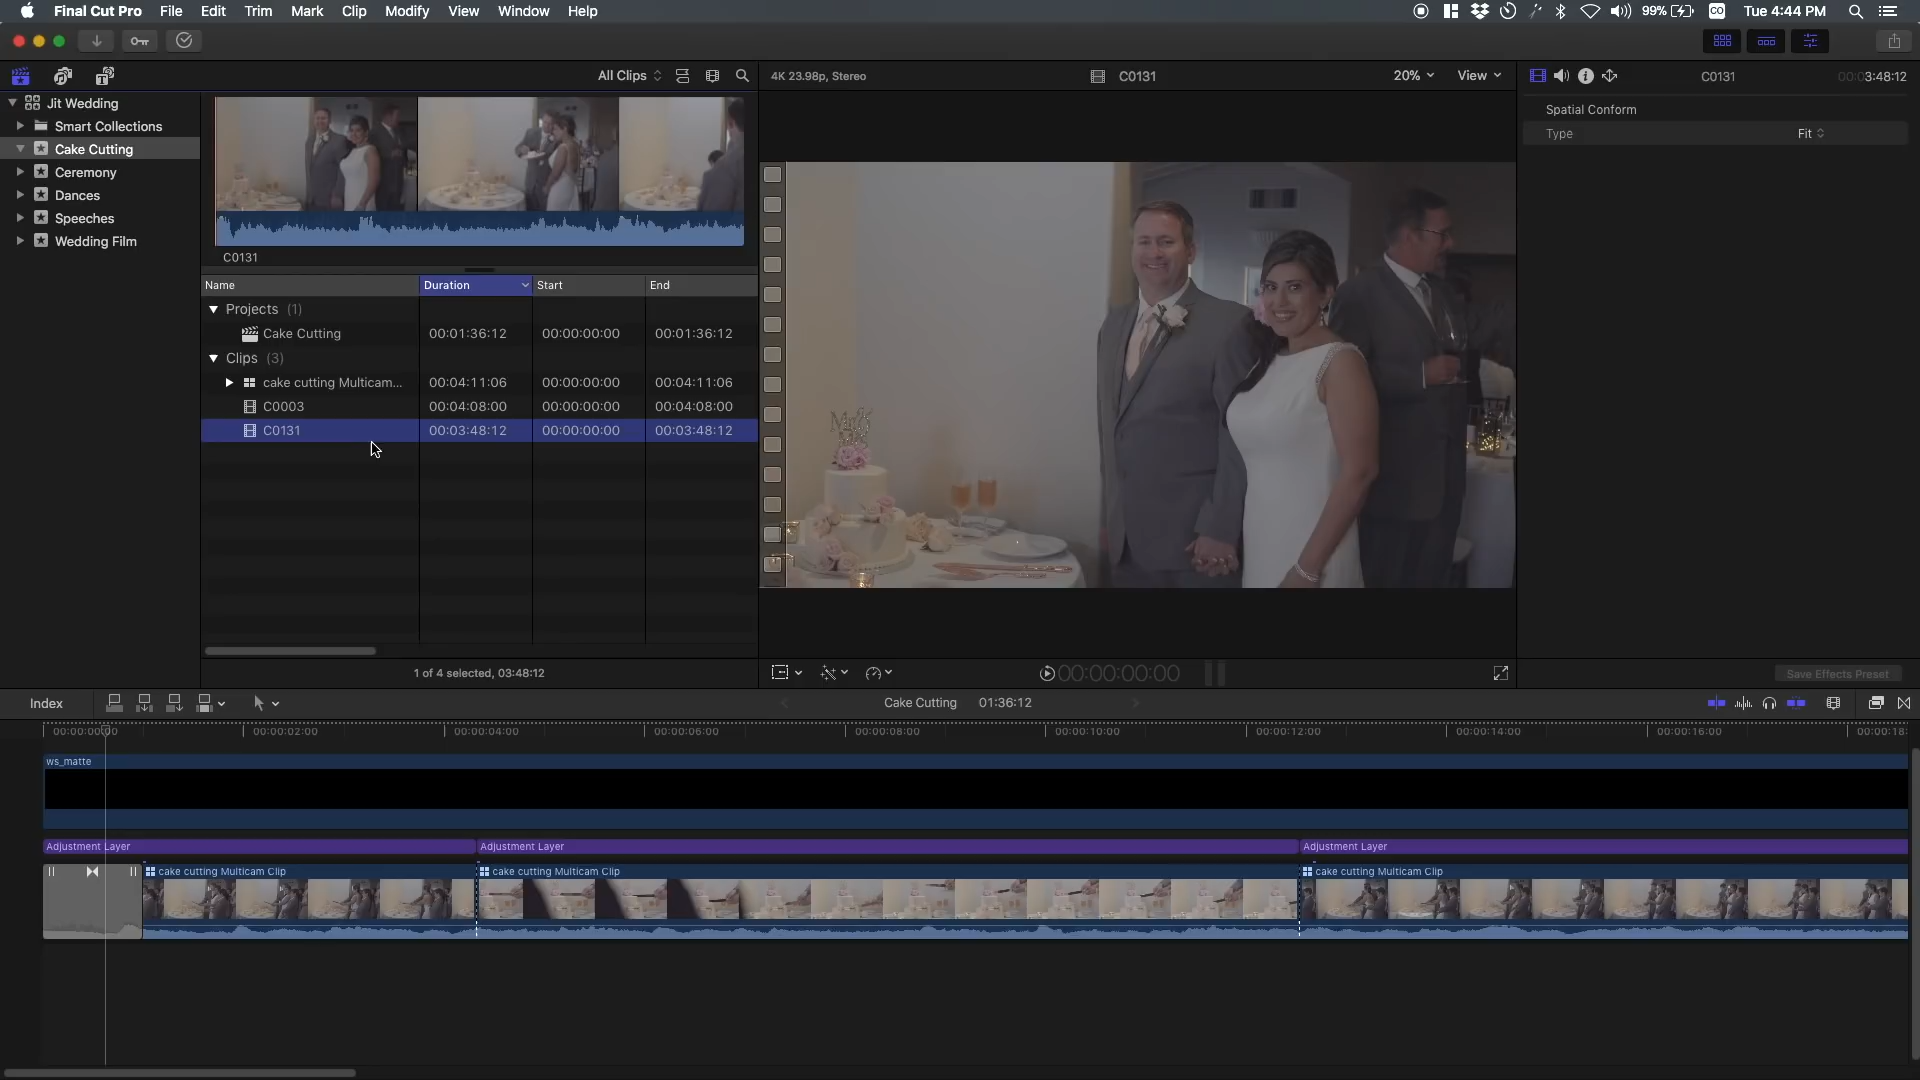 Final Cut Pro File Edit Trim Mark Clip Modify View Window Help 99% CO Tue 4:44 PM
All Clips 4K 23.98p, Stereo C0131 20% View C0131 00:03:48:12
Jit Wedding
Smart Collections
Cake Cutting
Ceremony
Dances
Speeches
Wedding Film
C0131
Spatial Conform
Type Fit
Name Duration Start End
Projects (1)
Cake Cutting 00:01:36:12 00:00:00:00 00:01:36:12
Clips (3)
cake cutting Multicam... 00:04:11:06 00:00:00:00 00:04:11:06
C0003 00:04:08:00 00:00:00:00 00:04:08:00
C0131 00:03:48:12 00:00:00:00 00:03:48:12
1 of 4 selected, 03:48:12
00:00:00:00
Save Effects Preset
Index Cake Cutting 01:36:12
00:00:00:00 00:00:02:00 00:00:04:00 00:00:06:00 00:00:08:00 00:00:10:00 00:00:12:00 00:00:14:00 00:00:16:00 00:00:18:
ws_matte
Adjustment Layer Adjustment Layer Adjustment Layer
cake cutting Multicam Clip cake cutting Multicam Clip cake cutting Multicam Clip